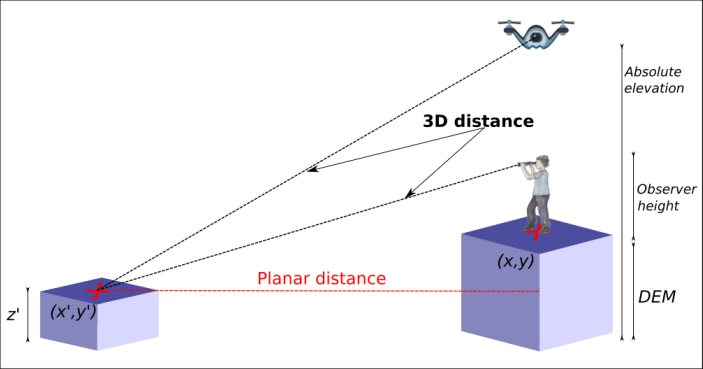 Absolute
elevation
3D distance
Observer
height
(x,y)
Planar distance
DEM
z'
(x',y')